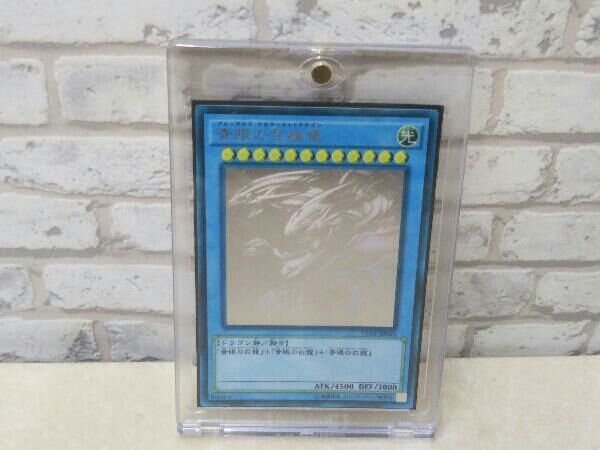 ブルーアイズ・アルティメットドラゴン
青眼の究極竜
光
【ドラゴン族／融合】
「青眼の白龍」＋「青眼の白龍」＋「青眼の白龍」
ATK/4500 DEF/3800
Replica